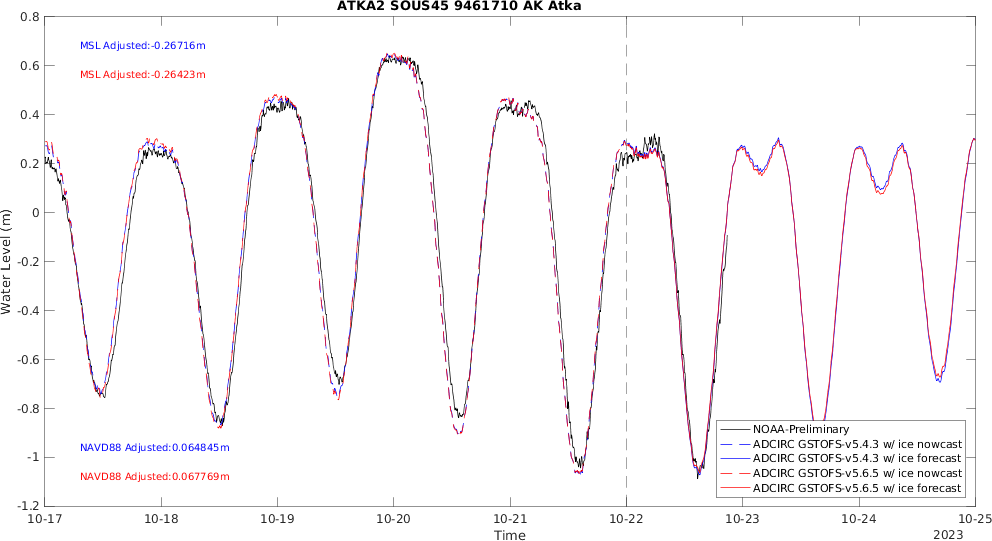 ATKA2 SOUS45 9461710 AK Atka
0.8
0.6
0.4
0.2
0
-0.2
-0.4
-0.6
-0.8
-1
-1.2
Water Level (m)
MSL Adjusted:-0.26716m
MSL Adjusted:-0.26423m
NAVD88 Adjusted:0.064845m
NAVD88 Adjusted:0.067769m
NOAA-Preliminary
ADCIRC GSTOFS-v5.4.3 w/ ice nowcast
ADCIRC GSTOFS-v5.4.3 w/ ice forecast
ADCIRC GSTOFS-v5.6.5 w/ ice nowcast
ADCIRC GSTOFS-v5.6.5 w/ ice forecast
10-17 10-18 10-19 10-20 10-21 10-22 10-23 10-24 10-25
Time
2023